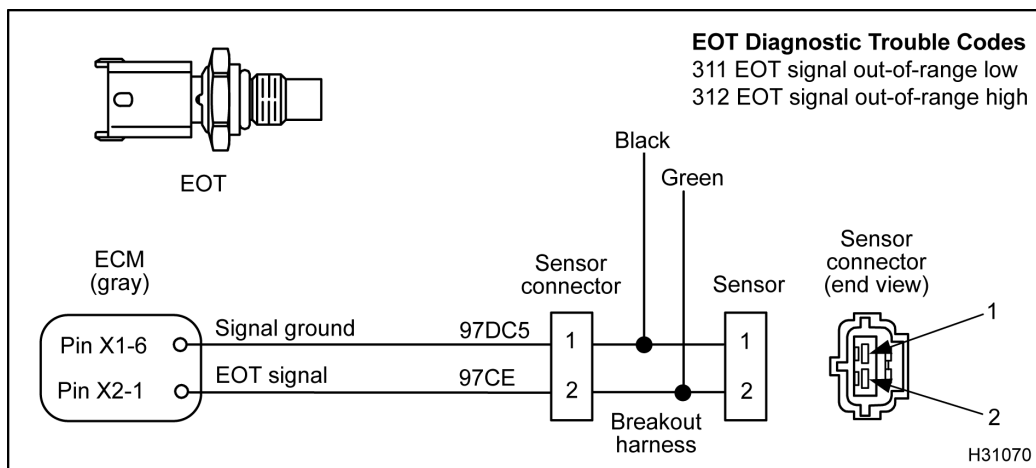 EOT Diagnostic Trouble Codes
311 EOT signal out-of-range low
312 EOT signal out-of-range high
EOT
Black
Green
ECM
(gray)
Sensor
connector
Sensor
Sensor
connector
(end view)
Pin X1-6
Signal ground
97DC5
1
1
Pin X2-1
EOT signal
97CE
2
2
Breakout
harness
1
2
H31070